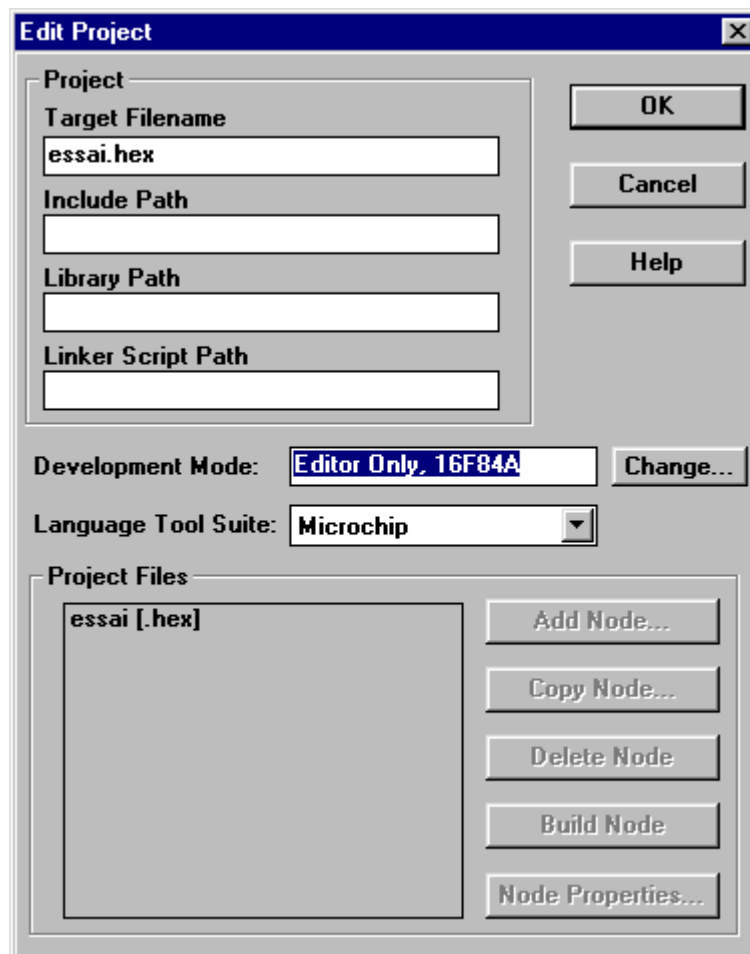 Edit Project
Project
Target Filename
essai.hex
Include Path
Library Path
Linker Script Path
OK
Cancel
Help
Development Mode: Editor Only, 16F84A Change...
Language Tool Suite: Microchip
Project Files
essai [.hex]
Add Node...
Copy Node...
Delete Node
Build Node
Node Properties...